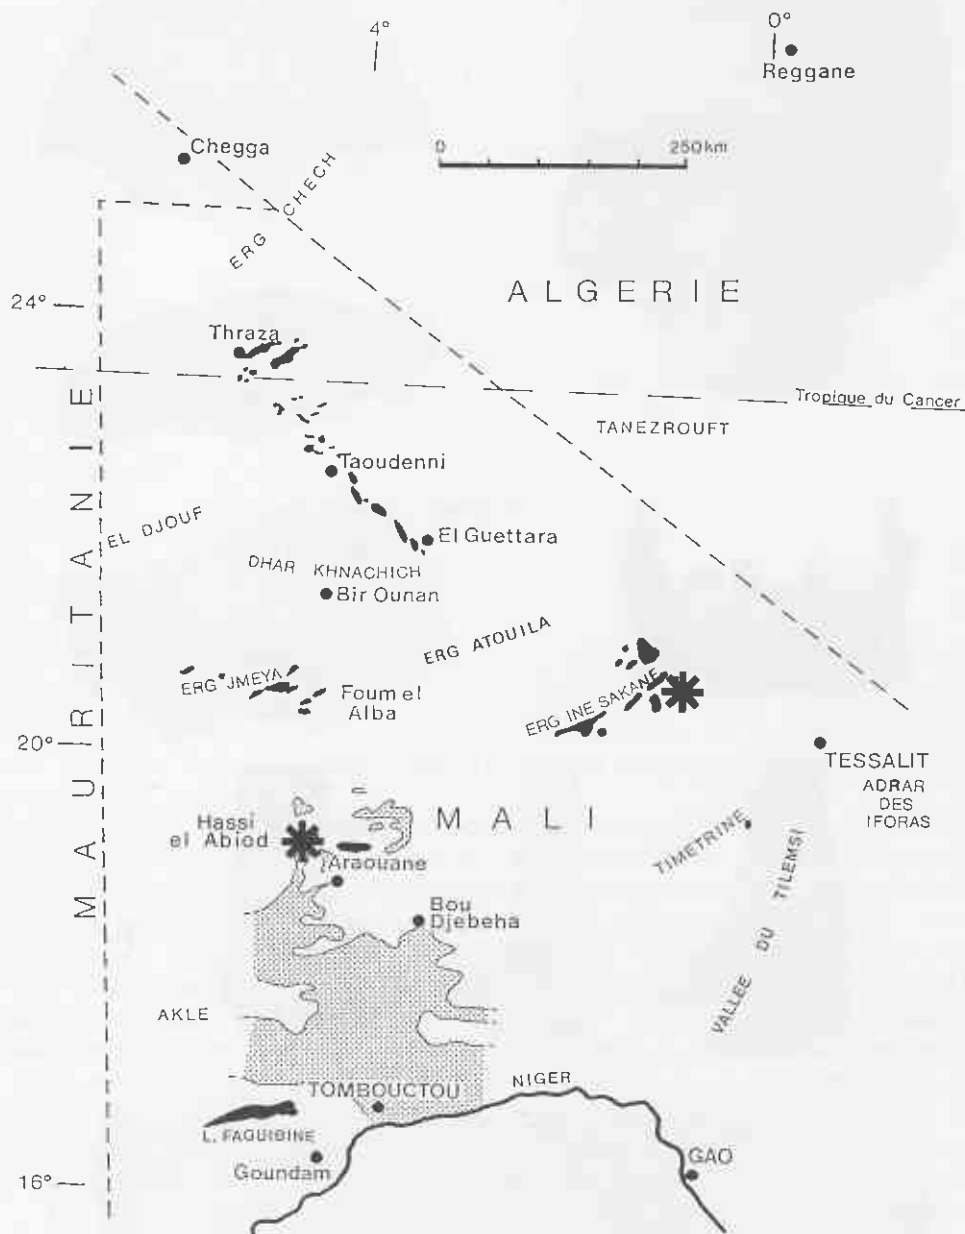 4°
0°
Reggane
Chegga
0 250km
ERG CHECH
ALGERIE
24°
Thraza
Tropique du Cancer
TANEZROUFT
Taoudenni
MAURITANIE
EL DJOUF
El Guettara
DHAR KHNACHICH
Bir Ounan
ERG ATOUILA
ERG JMEYA
Foum el
Alba
ERG INE SAKANE
20°
TESSALIT
ADRAR
DES
IFORAS
MALI
Hassi
el Abiod
TIMETRINE
Araouane
VALLEE DU TILEMSI
Bou
Djebeha
AKLE
NIGER
TOMBOUCTOU
L. FAGUIBINE
Goundam
GAO
16°